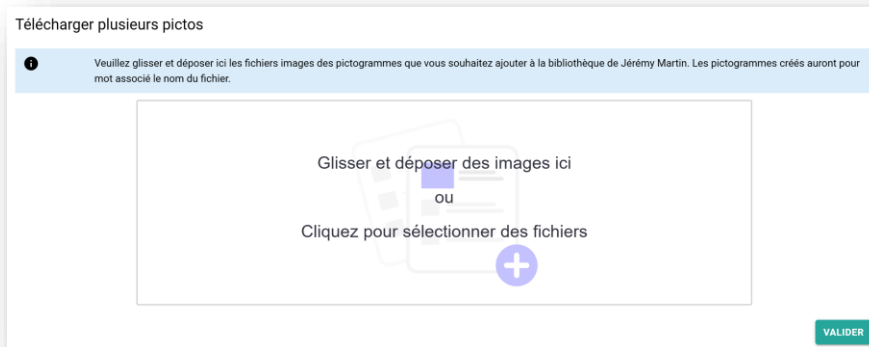 Télécharger plusieurs pictos
Veuillez glisser et déposer ici les fichiers images des pictogrammes que vous souhaitez ajouter à la bibliothèque de Jérémy Martin. Les pictogrammes créés auront pour
mot associé le nom du fichier.
Glisser et déposer des images ici
ou
Cliquez pour sélectionner des fichiers
VALIDER